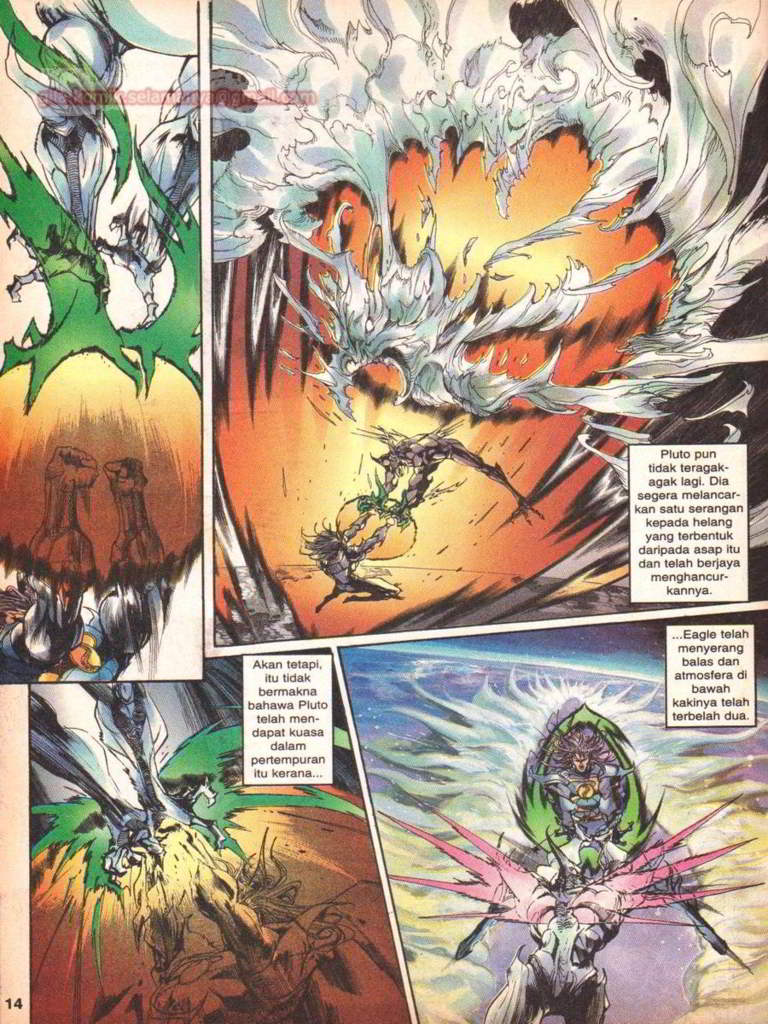 Pluto pun
tidak teragak-
agak lagi. Dia
segera melancar-
kan satu serangan
kepada helang
yang terbentuk
daripada asap itu
dan telah berjaya
menghancur-
kannya.
Akan tetapi,
itu tidak
bermakna
bahawa Pluto
telah men-
dapat kuasa
dalam
pertempuran
itu kerana...
...Eagle telah
menyerang
balas dan
atmosfera di
bawah
kakinya telah
terbelah dua.
14